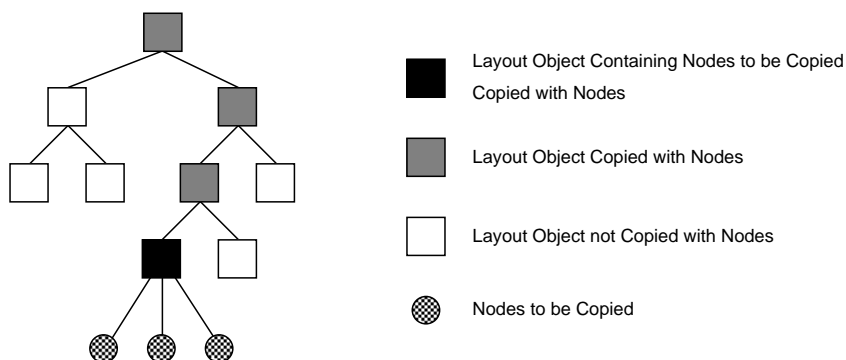 Layout Object Containing Nodes to be Copied
Copied with Nodes
Layout Object Copied with Nodes
Layout Object not Copied with Nodes
Nodes to be Copied